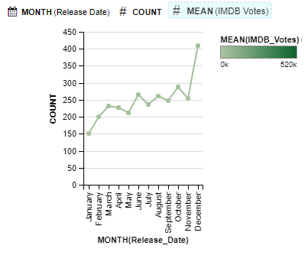 MONTH (Release Date) # COUNT # MEAN (IMDB Votes)
MEAN(IMDB_Votes)
0k 520k
450
400
350
300
250
200
150
100
50
0
COUNT
January
February
March
April
May
June
July
August
September
October
November
December
MONTH(Release_Date)